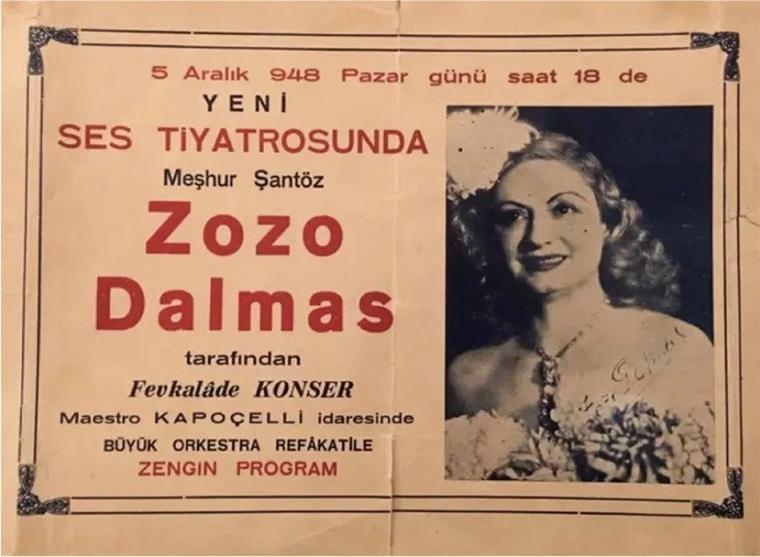 5 Aralık 948 Pazar günü saat 18 de
YENİ
SES TİYATROSUNDA
Meşhur Şantöz
Zozo
Dalmas
tarafından
Fevkalâde KONSER
Maestro KAPOÇELLİ idaresinde
BÜYÜK ORKESTRA REFÂKATİLE
ZENGİN PROGRAM